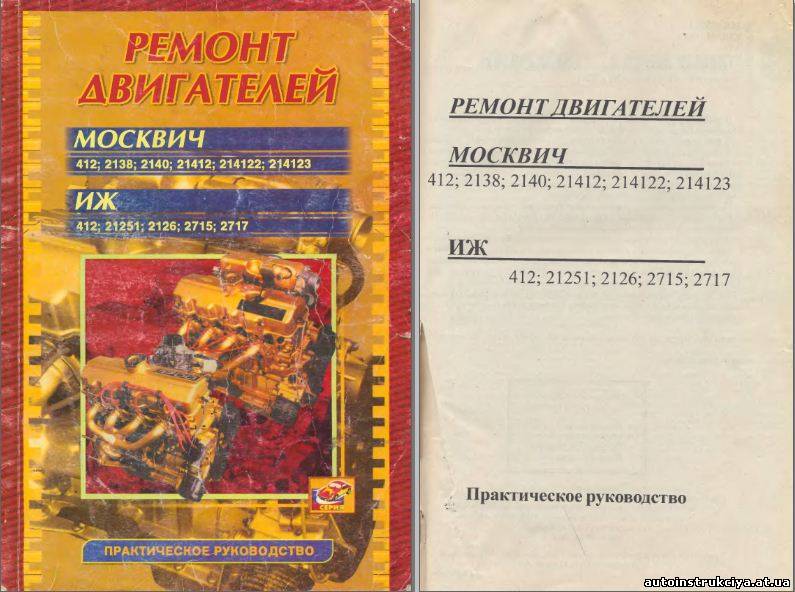 РЕМОНТ
ДВИГАТЕЛЕЙ
МОСКВИЧ
412; 2138; 2140; 21412; 214122; 214123
ИЖ
412; 21251; 2126; 2715; 2717
СЕРИЯ
ПРАКТИЧЕСКОЕ РУКОВОДСТВО
РЕМОНТ ДВИГАТЕЛЕЙ
МОСКВИЧ
412; 2138; 2140; 21412; 214122; 214123
ИЖ
412; 21251; 2126; 2715; 2717
Практическое руководство
autoinstrukciya.at.ua